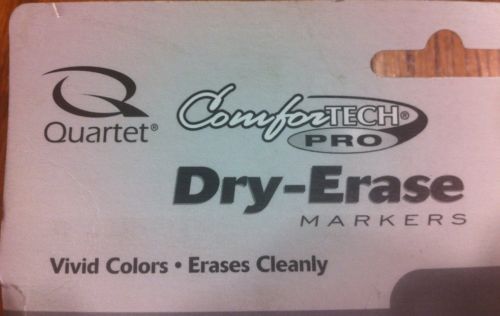 Quartet®
ComforTECH®
PRO
Dry-Erase
MARKERS
Vivid Colors • Erases Cleanly